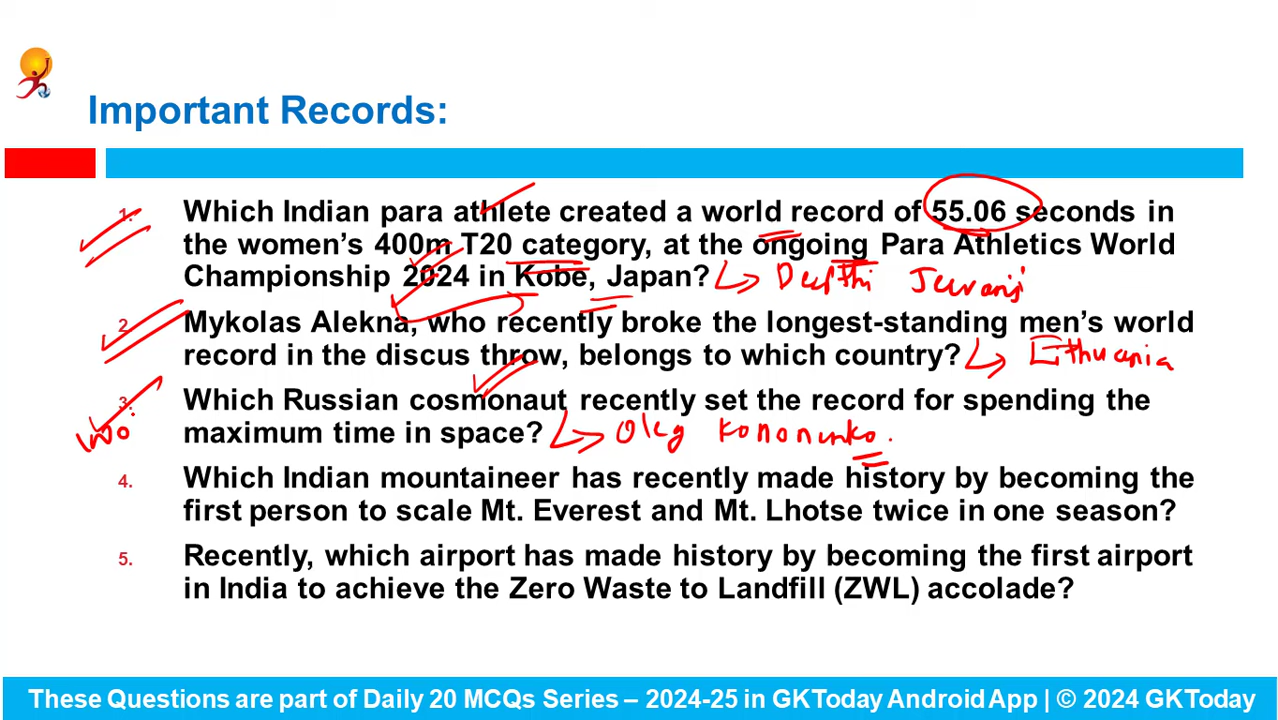 Important Records:
1. Which Indian para athlete created a world record of 55.06 seconds in
the women's 400m T20 category, at the ongoing Para Athletics World
Championship 2024 in Kobe, Japan? Deepthi Jeevanji
2. Mykolas Alekna, who recently broke the longest-standing men's world
record in the discus throw, belongs to which country? Lithuania
3. Which Russian cosmonaut recently set the record for spending the
maximum time in space? Oleg Kononenko.
4. Which Indian mountaineer has recently made history by becoming the
first person to scale Mt. Everest and Mt. Lhotse twice in one season?
5. Recently, which airport has made history by becoming the first airport
in India to achieve the Zero Waste to Landfill (ZWL) accolade?
These Questions are part of Daily 20 MCQs Series – 2024-25 in GKToday Android App | © 2024 GKToday